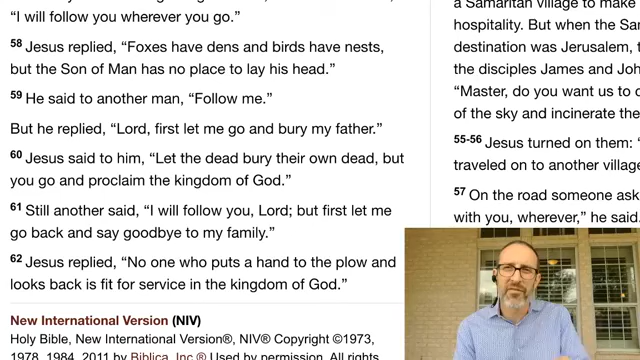 “I will follow you wherever you go.”
58 Jesus replied, “Foxes have dens and birds have nests,
but the Son of Man has no place to lay his head.”
59 He said to another man, “Follow me.”
But he replied, “Lord, first let me go and bury my father.”
60 Jesus said to him, “Let the dead bury their own dead, but
you go and proclaim the kingdom of God.”
61 Still another said, “I will follow you, Lord; but first let me
go back and say goodbye to my family.”
62 Jesus replied, “No one who puts a hand to the plow and
looks back is fit for service in the kingdom of God.”
New International Version (NIV)
Holy Bible, New International Version®, NIV® Copyright ©1973,
1978, 1984, 2011 by Biblica, Inc.® Used by permission. All rights
a Samaritan village to make
hospitality. But when the Sa
destination was Jerusalem, t
the disciples James and Joh
“Master, do you want us to c
of the sky and incinerate the
55-56 Jesus turned on them: “
traveled on to another village
57 On the road someone ask
with you, wherever,” he said.